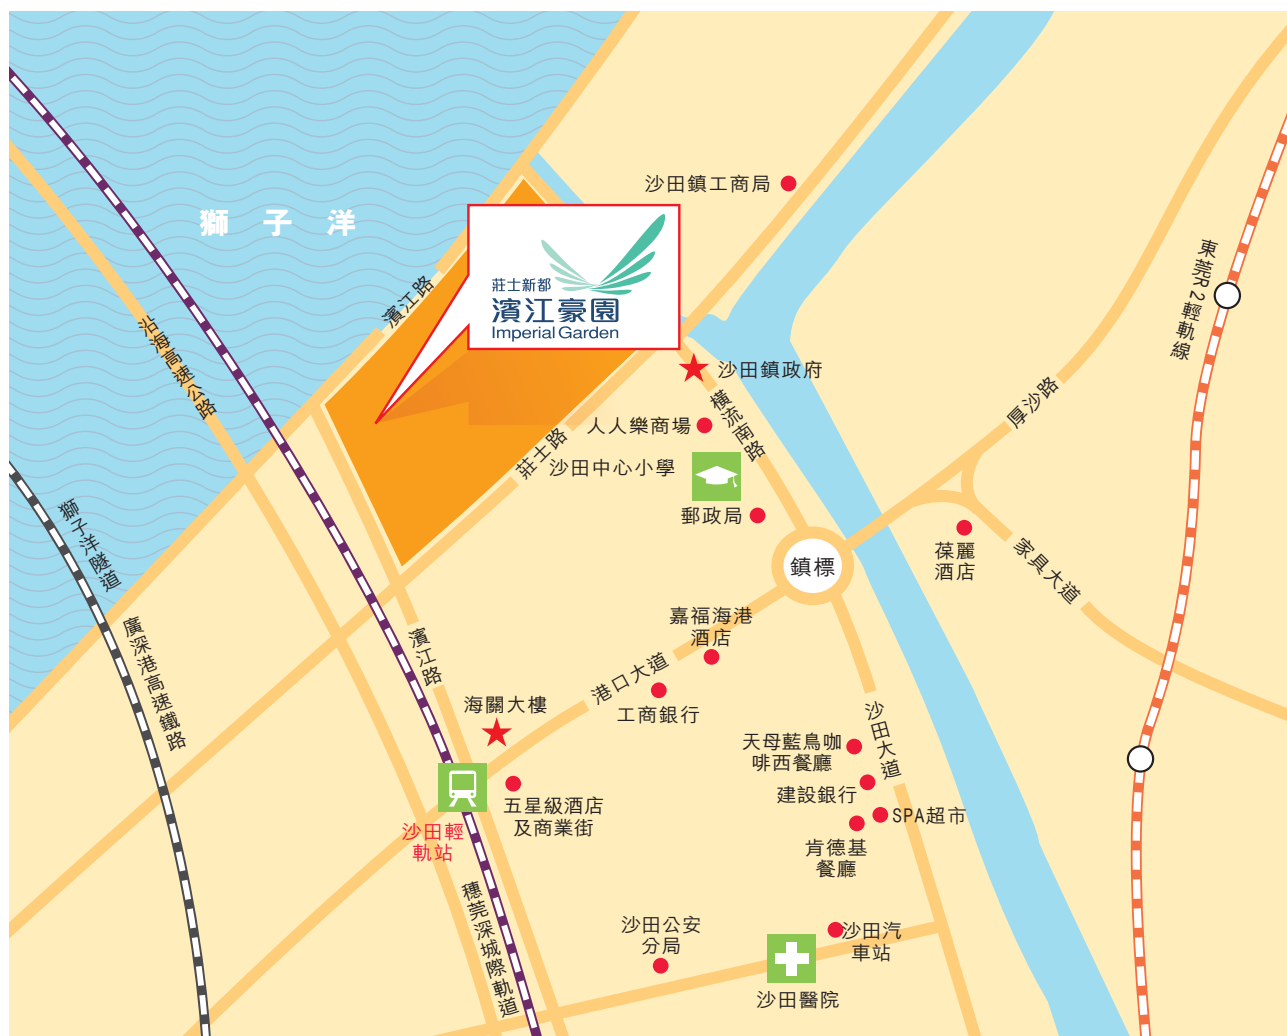 沙田鎮工商局
獅子洋
東莞R2輕軌線
莊士新都
濱江豪園
Imperial Garden
濱江路
沿海高速公路
沙田鎮政府
橫流南路
人人樂商場
厚沙路
莊士路
沙田中心小學
獅子洋隧道
郵政局
葆麗
酒店
家具大道
鎮標
廣深港高速鐵路
嘉福海港
酒店
濱江路
港口大道
海關大樓
工商銀行
沙田大道
天母藍鳥咖
啡西餐廳
建設銀行
五星級酒店
及商業街
SPA超市
沙田輕
軌站
肯德基
餐廳
穗莞深城際軌道
沙田公安
分局
沙田汽
車站
沙田醫院